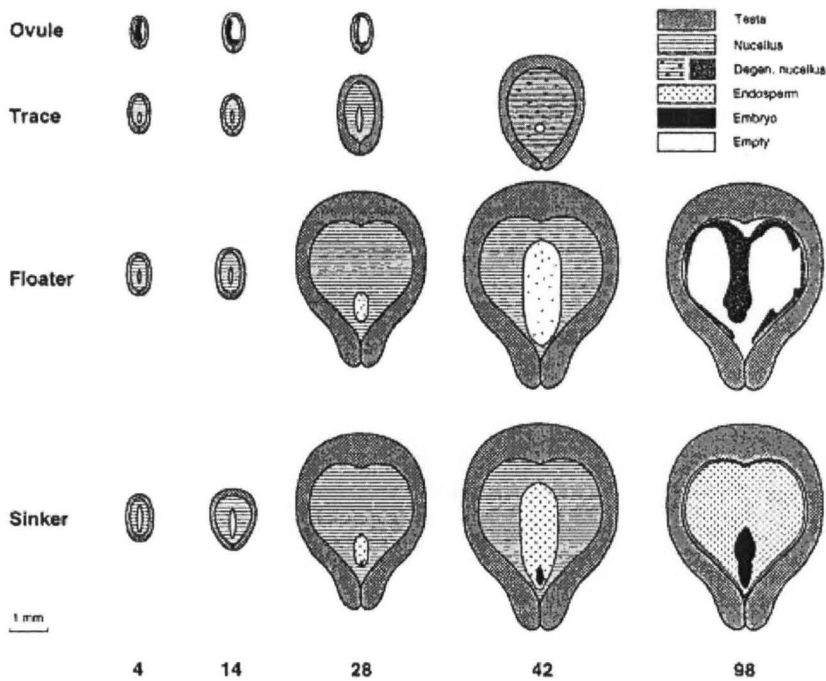 Ovule
Trace
Floater
Sinker
Testa
Nucellus
Degen. nucellus
Endosperm
Embryo
Empty
1 mm
4 14 28 42 98